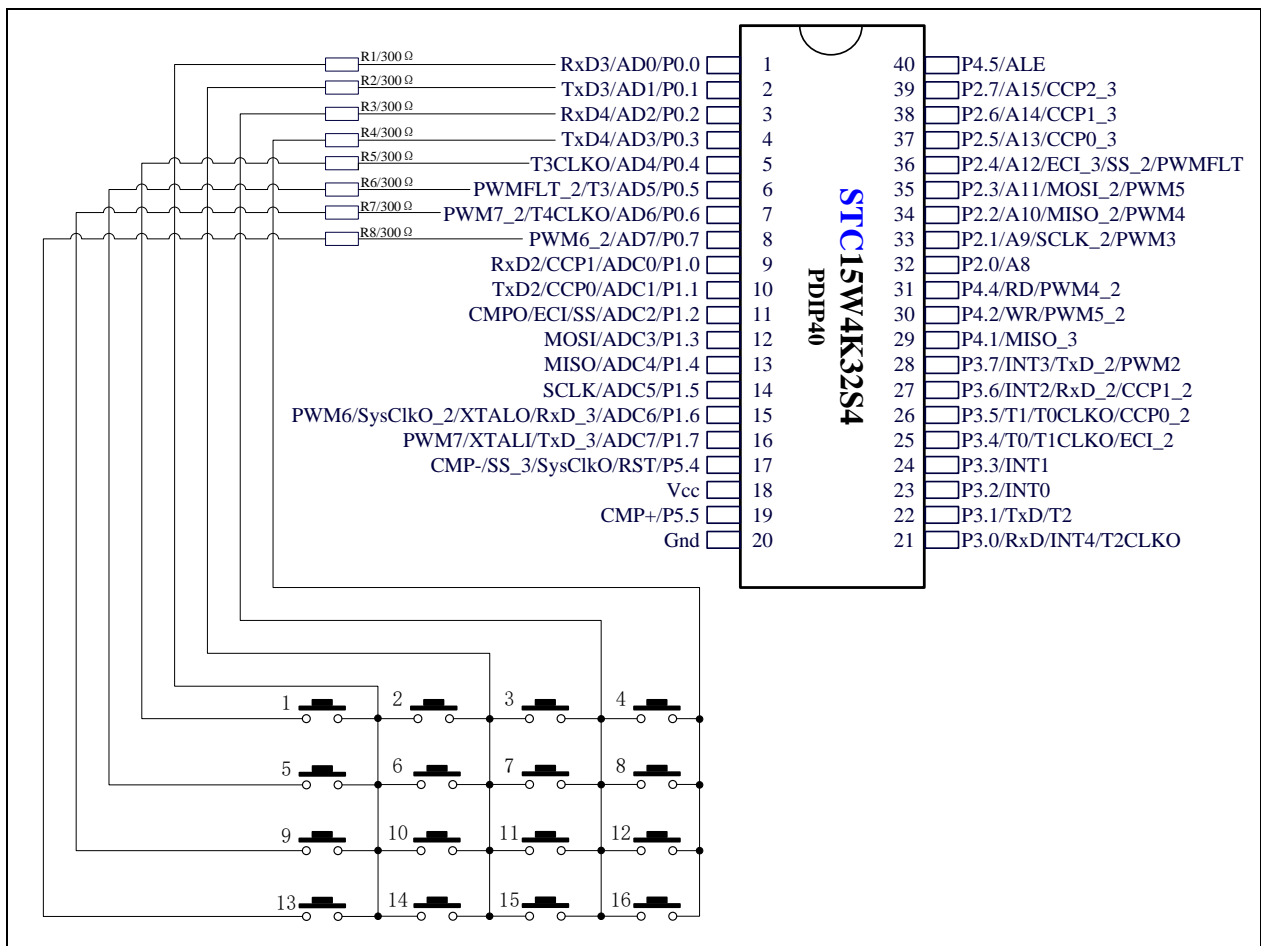 R1/300Ω RxD3/AD0/P0.0 1 40 P4.5/ALE
R2/300Ω TxD3/AD1/P0.1 2 39 P2.7/A15/CCP2_3
R3/300Ω RxD4/AD2/P0.2 3 38 P2.6/A14/CCP1_3
R4/300Ω TxD4/AD3/P0.3 4 37 P2.5/A13/CCP0_3
R5/300Ω T3CLKO/AD4/P0.4 5 36 P2.4/A12/ECI_3/SS_2/PWMFLT
R6/300Ω PWMFLT_2/T3/AD5/P0.5 6 35 P2.3/A11/MOSI_2/PWM5
R7/300Ω PWM7_2/T4CLKO/AD6/P0.6 7 34 P2.2/A10/MISO_2/PWM4
R8/300Ω PWM6_2/AD7/P0.7 8 33 P2.1/A9/SCLK_2/PWM3
RxD2/CCP1/ADC0/P1.0 9 32 P2.0/A8
TxD2/CCP0/ADC1/P1.1 10 31 P4.4/RD/PWM4_2
CMPO/ECI/SS/ADC2/P1.2 11 30 P4.2/WR/PWM5_2
MOSI/ADC3/P1.3 12 29 P4.1/MISO_3
MISO/ADC4/P1.4 13 28 P3.7/INT3/TxD_2/PWM2
SCLK/ADC5/P1.5 14 27 P3.6/INT2/RxD_2/CCP1_2
PWM6/SysClkO_2/XTALO/RxD_3/ADC6/P1.6 15 26 P3.5/T1/T0CLKO/CCP0_2
PWM7/XTALI/TxD_3/ADC7/P1.7 16 25 P3.4/T0/T1CLKO/ECI_2
CMP-/SS_3/SysClkO/RST/P5.4 17 24 P3.3/INT1
Vcc 18 23 P3.2/INT0
CMP+/P5.5 19 22 P3.1/TxD/T2
Gnd 20 21 P3.0/RxD/INT4/T2CLKO
STC15W4K32S4
PDIP40
1 2 3 4
5 6 7 8
9 10 11 12
13 14 15 16